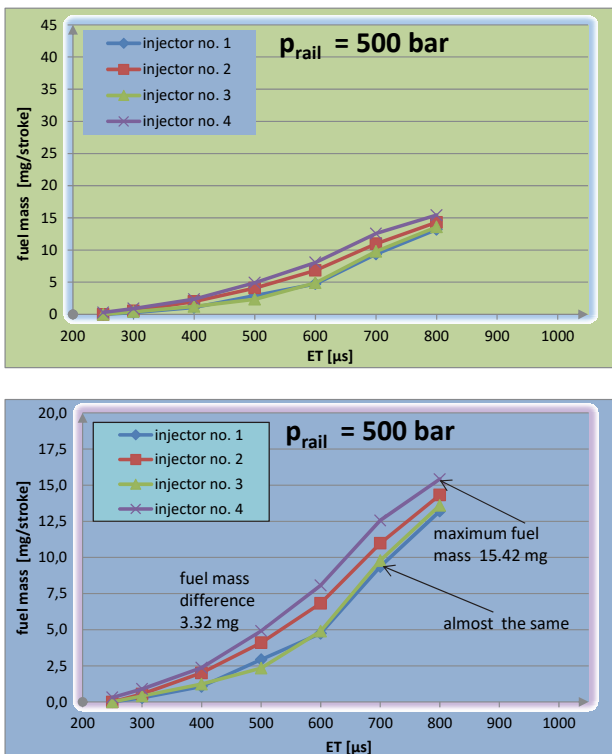 p_rail = 500 bar
injector no. 1
injector no. 2
injector no. 3
injector no. 4
fuel mass [mg/stroke]
45
40
35
30
25
20
15
10
5
0
200 300 400 500 600 700 800 900 1000
ET [µs]
p_rail = 500 bar
injector no. 1
injector no. 2
injector no. 3
injector no. 4
fuel mass [mg/stroke]
20,0
17,5
15,0
12,5
10,0
7,5
5,0
2,5
0,0
maximum fuel
mass 15.42 mg
fuel mass
difference
3.32 mg
almost the same
200 300 400 500 600 700 800 900 1000
ET [µs]